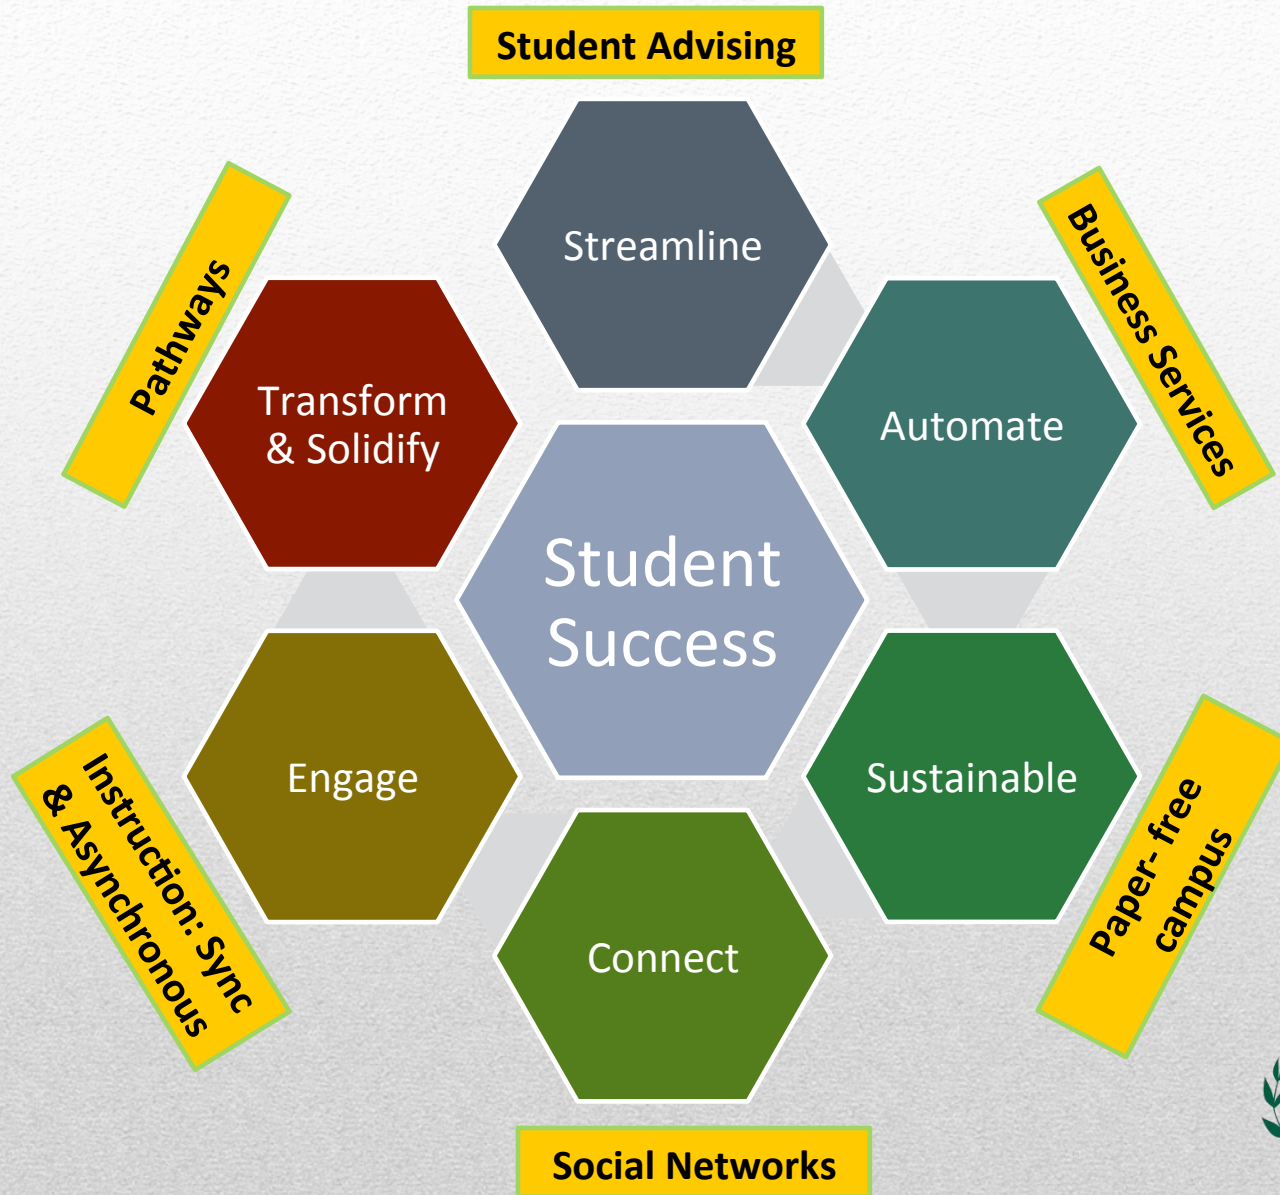 Student Advising
Streamline
Pathways
Business Services
Transform
& Solidify
Automate
Student
Success
Engage
Sustainable
Instruction: Sync
& Asynchronous
Paper- free
campus
Connect
Social Networks